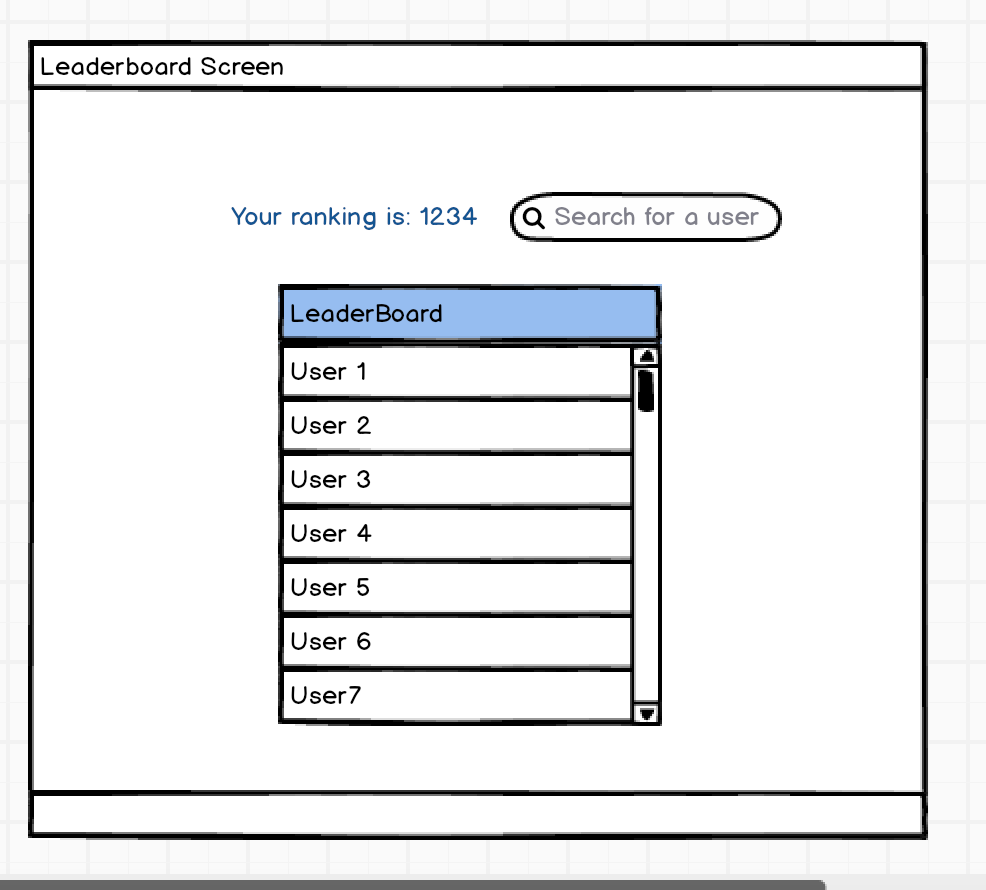 Leaderboard Screen
Your ranking is: 1234
Search for a user
LeaderBoard
User 1
User 2
User 3
User 4
User 5
User 6
User7